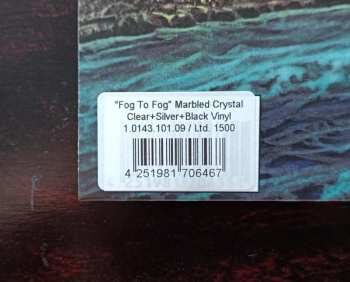 "Fog To Fog" Marbled Crystal
Clear+Silver+Black Vinyl
1.0143.101.09 / Ltd. 1500
4 251981 706467